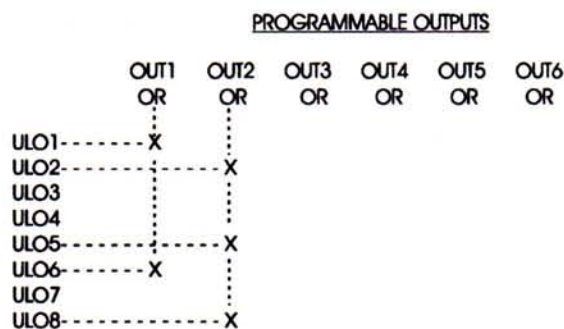 PROGRAMMABLE OUTPUTS
OUT1 OUT2 OUT3 OUT4 OUT5 OUT6
OR OR OR OR OR OR
ULO1 X
ULO2 X
ULO3
ULO4
ULO5 X
ULO6 X
ULO7
ULO8 X